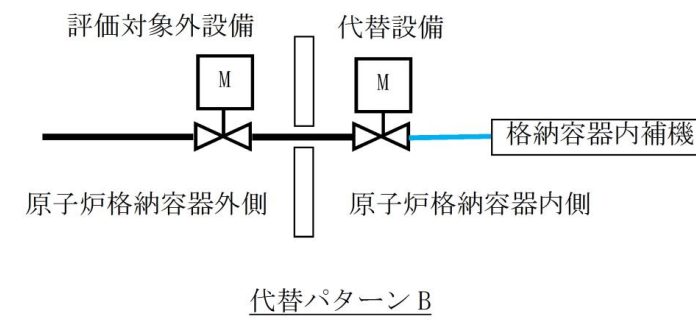 評価対象外設備 代替設備
M M
格納容器内補機
原子炉格納容器外側 原子炉格納容器内側
代替パターン B